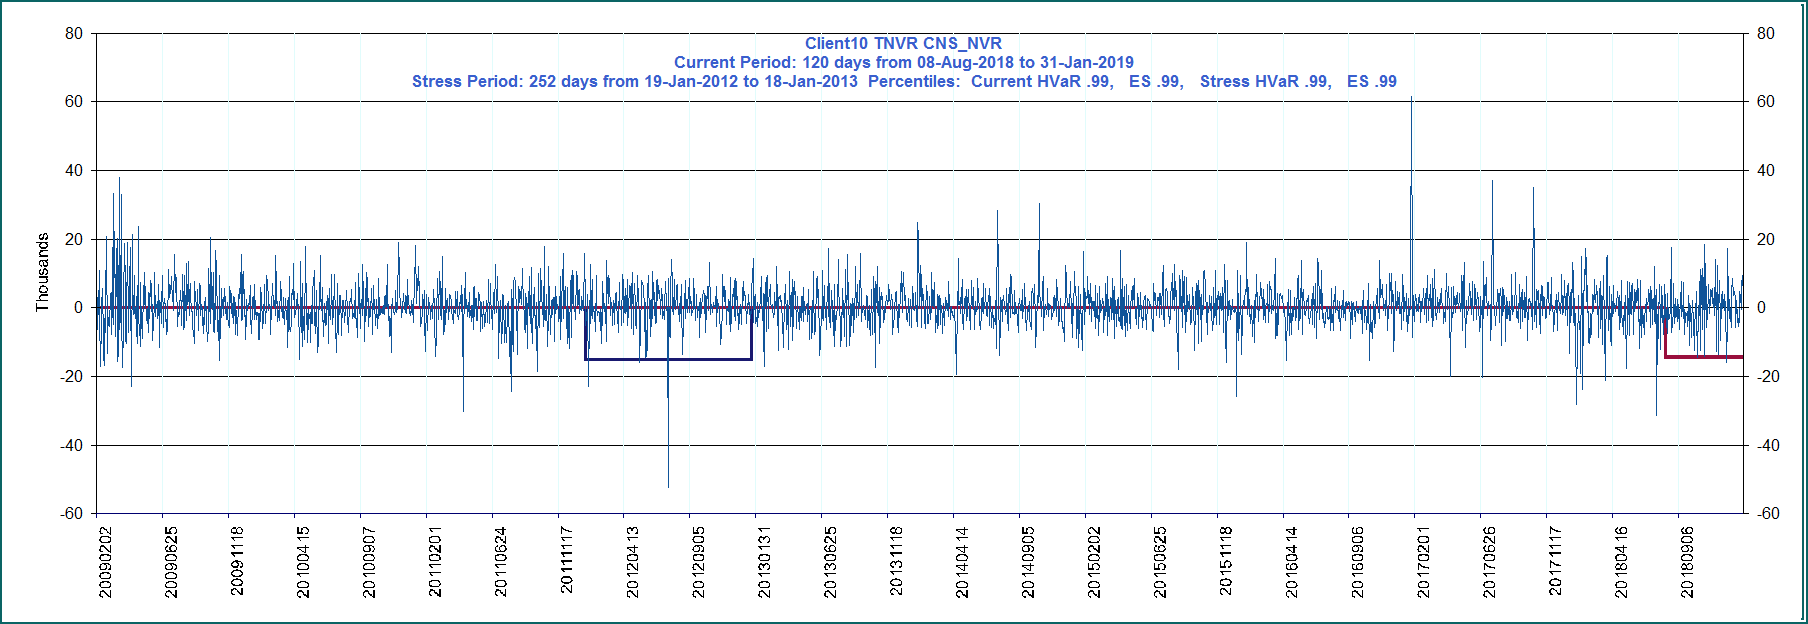 Client10 TNVR CNS_NVR
Current Period: 120 days from 08-Aug-2018 to 31-Jan-2019
Stress Period: 252 days from 19-Jan-2012 to 18-Jan-2013  Percentiles:  Current HVaR .99,   ES .99,   Stress HVaR .99,   ES .99
80 80
60 60
40 40
20 20
0 0
-20 -20
-40 -40
-60 -60
Thousands
20090202 20090625 20091118 20100415 20100907 20110201 20110624 20111117 20120413 20120905 20130131 20130625 20131118 20140414 20140905 20150202 20150625 20151118 20160414 20160906 20170201 20170626 20171117 20180416 20180906